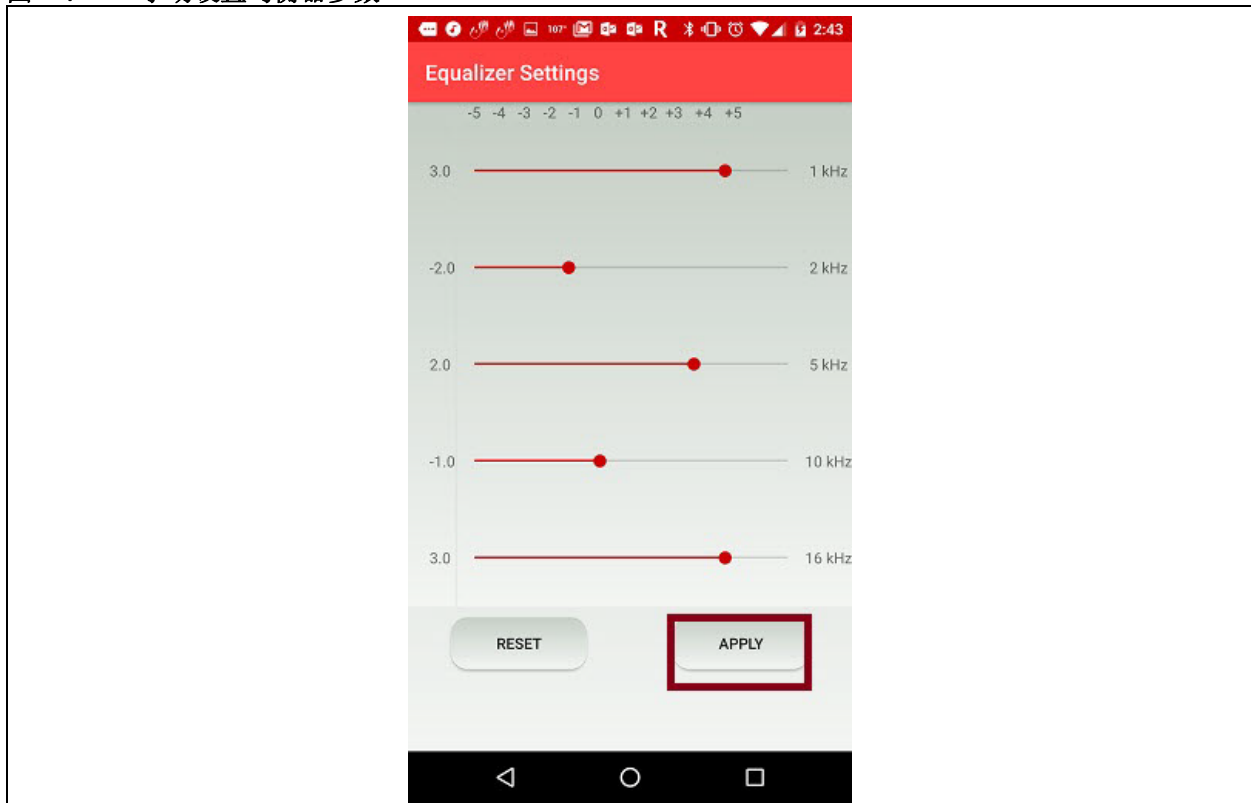 107°
R
2:43
Equalizer Settings
-5 -4 -3 -2 -1 0 +1 +2 +3 +4 +5
3.0 1 kHz
-2.0 2 kHz
2.0 5 kHz
-1.0 10 kHz
3.0 16 kHz
RESET APPLY